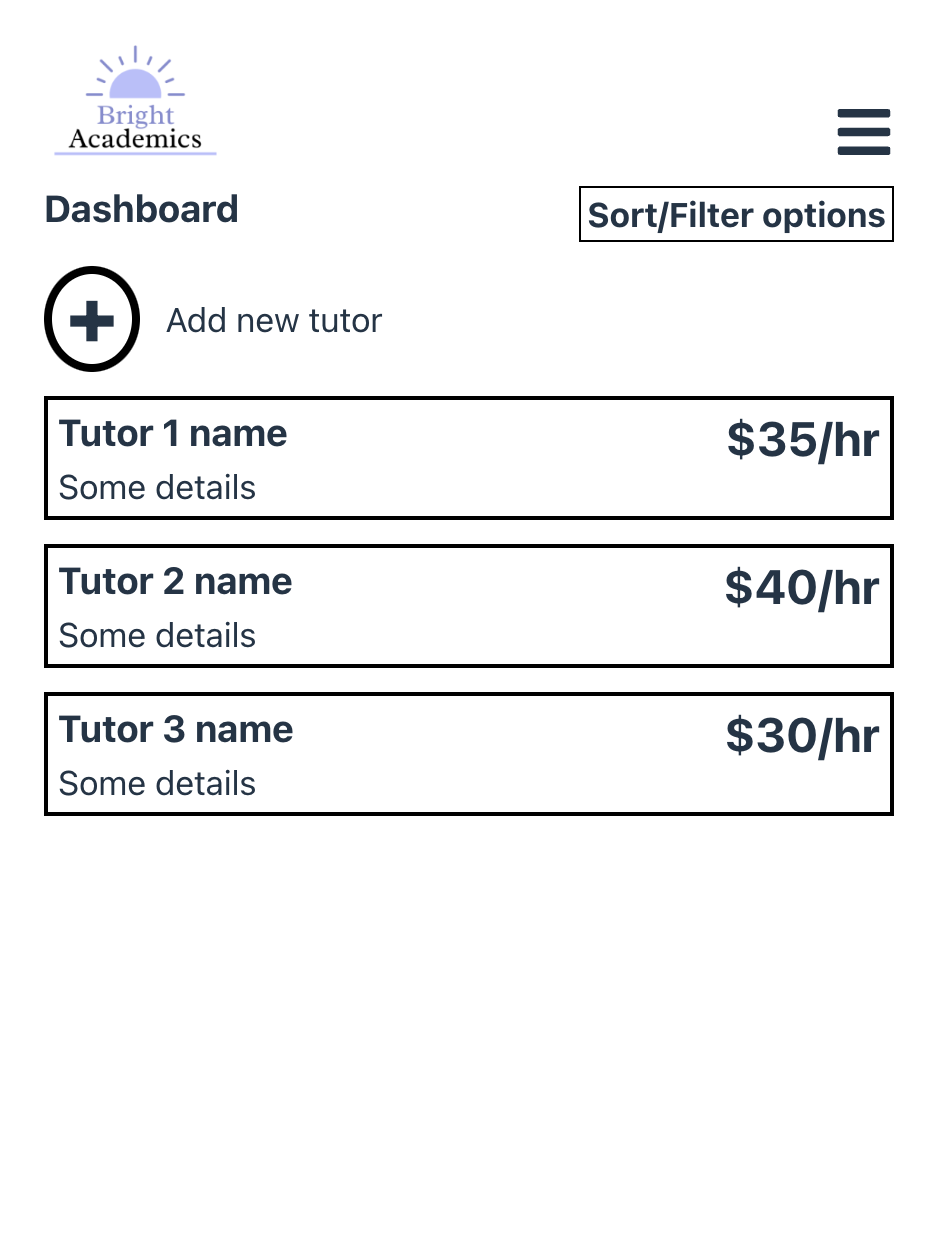 Bright
Academics
Dashboard
Sort/Filter options
Add new tutor
Tutor 1 name
$35/hr
Some details
Tutor 2 name
$40/hr
Some details
Tutor 3 name
$30/hr
Some details